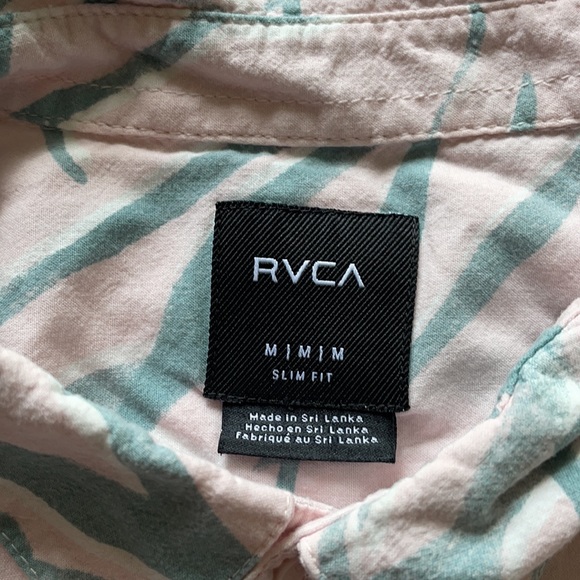 RVCA
M|M|M
SLIM FIT
Made in Sri Lanka
Hecho en Sri Lanka
Fabriqué au Sri Lanka